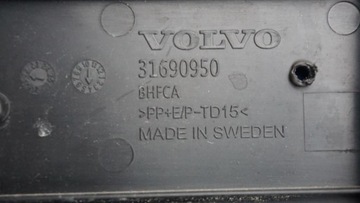 VOLVO
31690950
BHFCA
>PP+E/P-TD15<
MADE IN SWEDEN